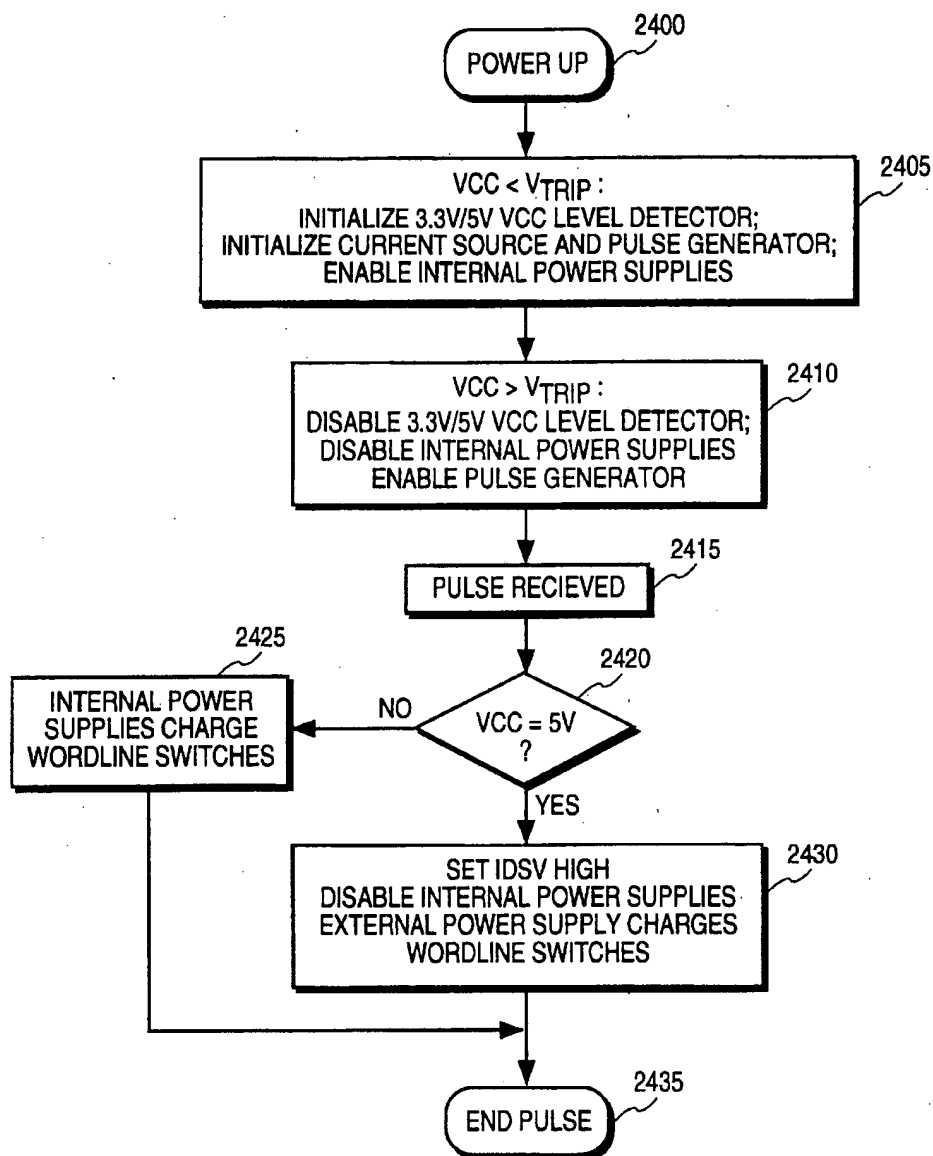 2400
POWER UP
2405
VCC < VTRIP :
INITIALIZE 3.3V/5V VCC LEVEL DETECTOR;
INITIALIZE CURRENT SOURCE AND PULSE GENERATOR;
ENABLE INTERNAL POWER SUPPLIES
2410
VCC > VTRIP :
DISABLE 3.3V/5V VCC LEVEL DETECTOR;
DISABLE INTERNAL POWER SUPPLIES
ENABLE PULSE GENERATOR
2415
PULSE RECIEVED
2420
VCC = 5V
?
NO
2425
INTERNAL POWER
SUPPLIES CHARGE
WORDLINE SWITCHES
YES
2430
SET IDSV HIGH
DISABLE INTERNAL POWER SUPPLIES
EXTERNAL POWER SUPPLY CHARGES
WORDLINE SWITCHES
2435
END PULSE